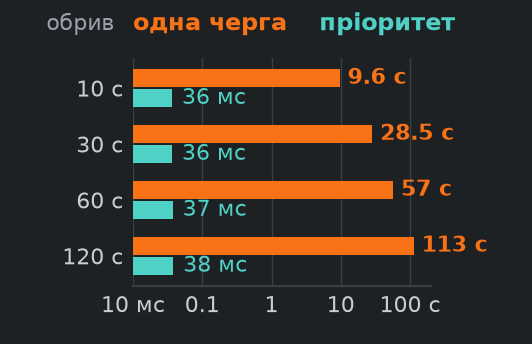 обрив одна черга пріоритет
10 с 9.6 с
36 мс
30 с 28.5 с
36 мс
60 с 57 с
37 мс
120 с 113 с
38 мс
10 мс 0.1 1 10 100 с